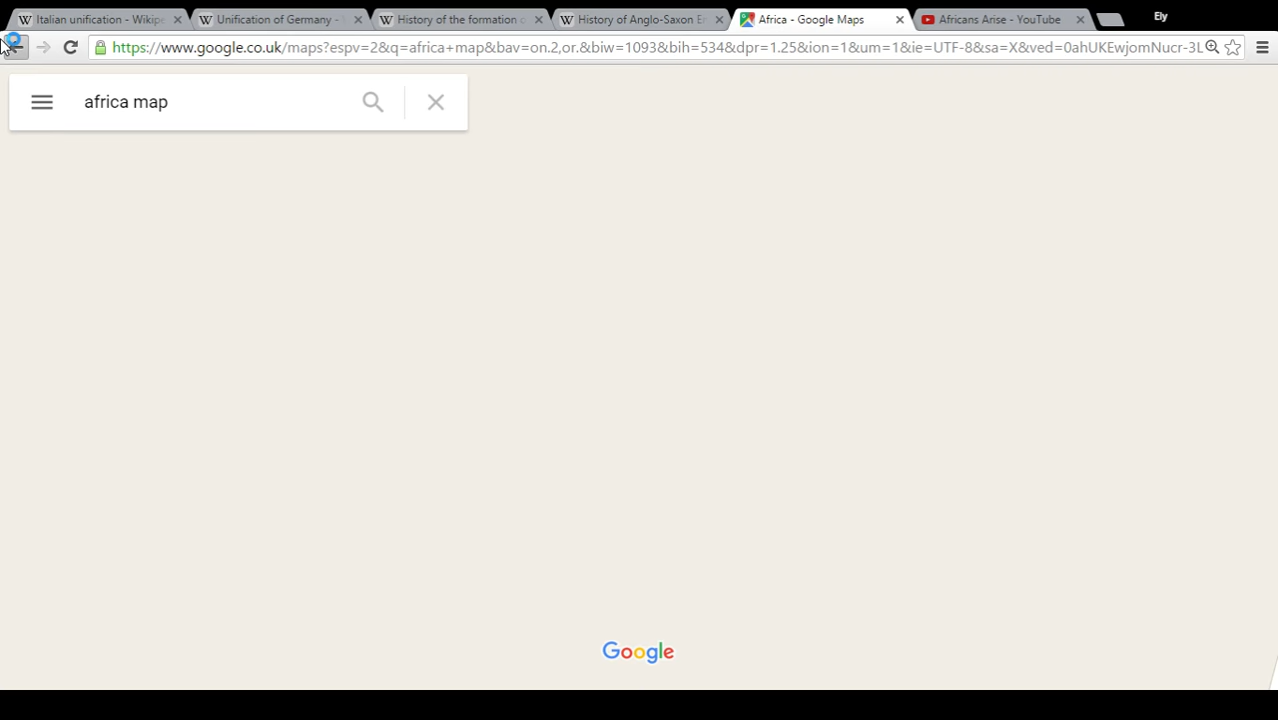 Italian unification - Wikipe
Unification of Germany -
History of the formation o
History of Anglo-Saxon En
Africa - Google Maps
Africans Arise - YouTube
Ely
https://www.google.co.uk/maps?espv=2&q=africa+map&bav=on.2,or.&biw=1093&bih=534&dpr=1.25&ion=1&um=1&ie=UTF-8&sa=X&ved=0ahUKEwjomNucr-3L
africa map
Google